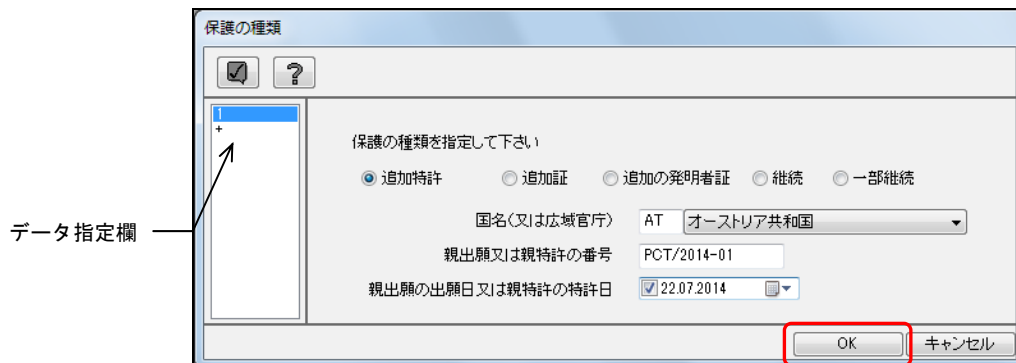 保護の種類
?
1
+
保護の種類を指定して下さい
追加特許 追加証 追加の発明者証 継続 一部継続
データ指定欄
国名(又は広域官庁) AT オーストリア共和国
親出願又は親特許の番号 PCT/2014-01
親出願の出願日又は親特許の特許日 22.07.2014
OK キャンセル